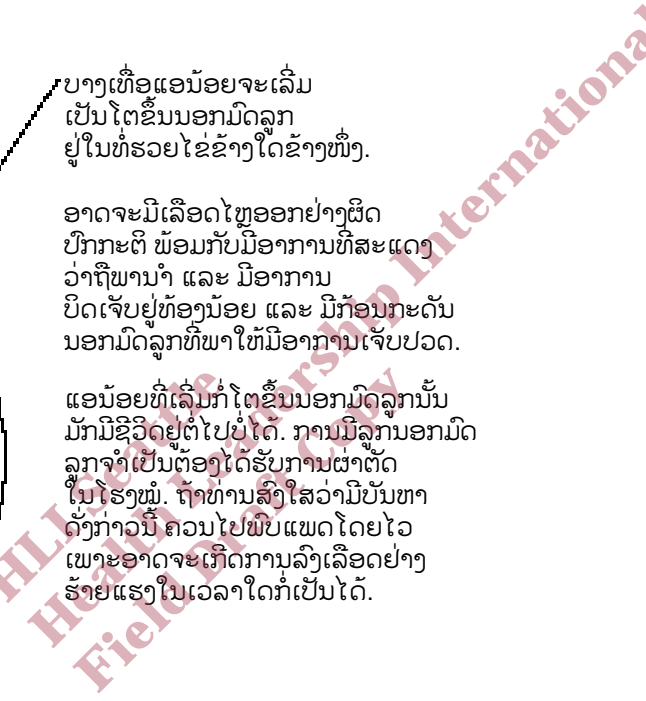 ບາງເທື່ອແອນ້ອຍຈະເລີ່ມ
ເປັນໂຕຂຶ້ນນອກມົດລູກ
ຢູ່ໃນທໍ່ຮວຍໄຂ່ຂ້າງໃດຂ້າງໜຶ່ງ.
ອາດຈະມີເລືອດໄຫຼອອກຢ່າງຜິດ
ປົກກະຕິ ພ້ອມກັບມີອາການທີ່ສະແດງ
ວ່າຖືພານຳ ແລະ ມີອາການ
ບິດເຈັບຢູ່ທ້ອງນ້ອຍ ແລະ ມີກ້ອນກະດັນ
ນອກມົດລູກທີ່ພາໃຫ້ມີອາການເຈັບປວດ.
ແອນ້ອຍທີ່ເລີ່ມກໍ່ໂຕຂຶ້ນນອກມົດລູກນັ້ນ
ມັກມີຊີວິດຢູ່ຕໍ່ໄປບໍ່ໄດ້. ການມີລູກນອກມົດ
ລູກຈຳເປັນຕ້ອງໄດ້ຮັບການຜ່າຕັດ
ໃນໂຮງໝໍ. ຖ້າທ່ານສົງໃສວ່າມີບັນຫາ
ດັ່ງກ່າວນີ້ ຄວນໄປພົບແພດໂດຍໄວ
ເພາະອາດຈະເກີດການລົງເລືອດຢ່າງ
ຮ້າຍແຮງໃນເວລາໃດກໍ່ເປັນໄດ້.
HLI Seattle
Health Leadership International
Field Draft Copy